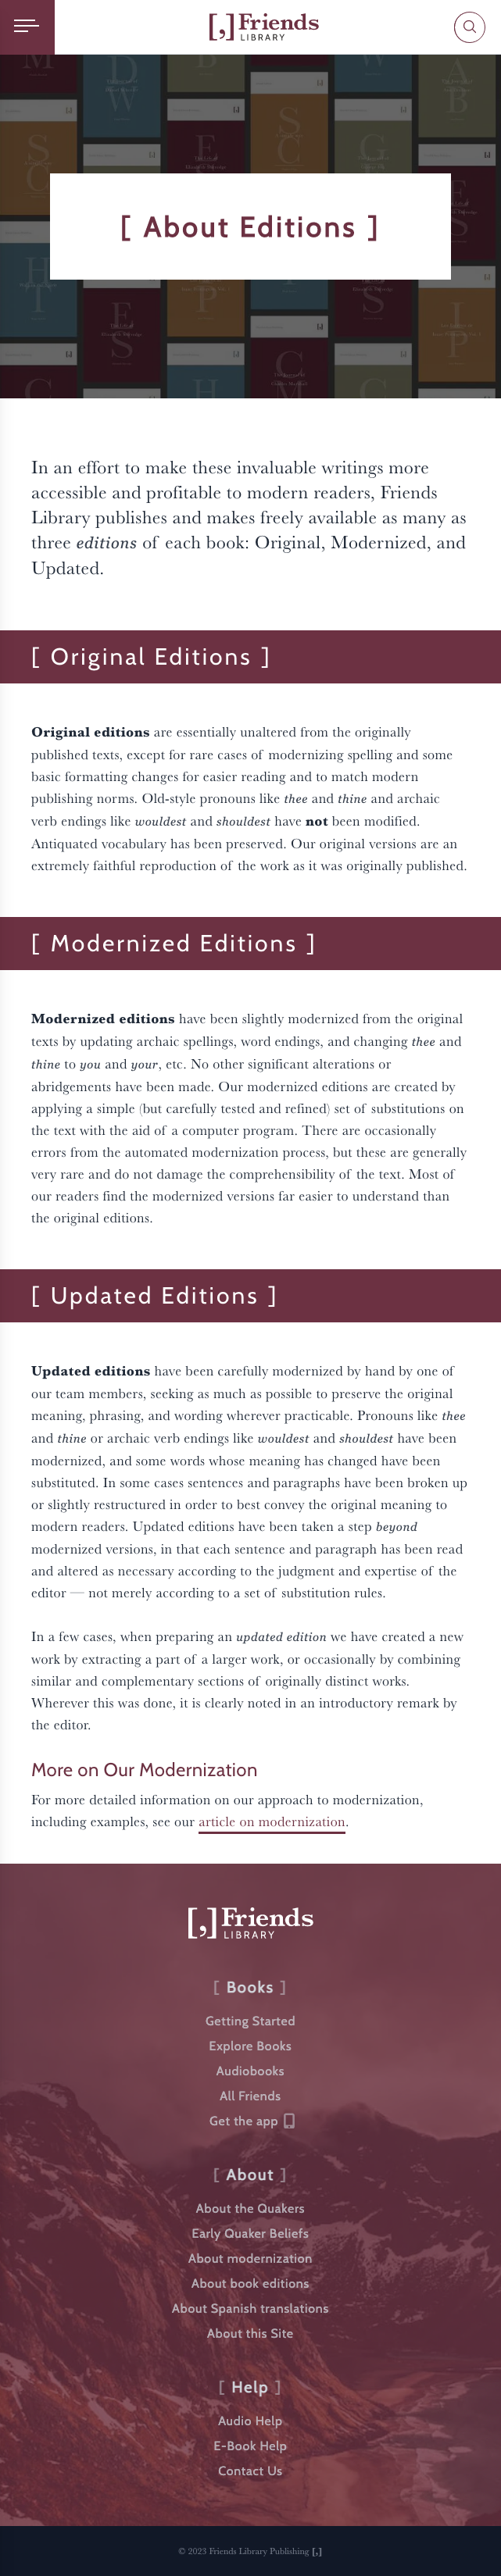 [,] Friends
LIBRARY
[ About Editions ]
In an effort to make these invaluable writings more
accessible and profitable to modern readers, Friends
Library publishes and makes freely available as many as
three editions of each book: Original, Modernized, and
Updated.
[ Original Editions ]
Original editions are essentially unaltered from the originally
published texts, except for rare cases of modernizing spelling and some
basic formatting changes for easier reading and to match modern
publishing norms. Old-style pronouns like thee and thine and archaic
verb endings like wouldest and shouldest have not been modified.
Antiquated vocabulary has been preserved. Our original versions are an
extremely faithful reproduction of the work as it was originally published.
[ Modernized Editions ]
Modernized editions have been slightly modernized from the original
texts by updating archaic spellings, word endings, and changing thee and
thine to you and your, etc. No other significant alterations or
abridgements have been made. Our modernized editions are created by
applying a simple (but carefully tested and refined) set of substitutions on
the text with the aid of a computer program. There are occasionally
errors from the automated modernization process, but these are generally
very rare and do not damage the comprehensibility of the text. Most of
our readers find the modernized versions far easier to understand than
the original editions.
[ Updated Editions ]
Updated editions have been carefully modernized by hand by one of
our team members, seeking as much as possible to preserve the original
meaning, phrasing, and wording wherever practicable. Pronouns like thee
and thine or archaic verb endings like wouldest and shouldest have been
modernized, and some words whose meaning has changed have been
substituted. In some cases sentences and paragraphs have been broken up
or slightly restructured in order to best convey the original meaning to
modern readers. Updated editions have been taken a step beyond
modernized versions, in that each sentence and paragraph has been read
and altered as necessary according to the judgment and expertise of the
editor — not merely according to a set of substitution rules.
In a few cases, when preparing an updated edition we have created a new
work by extracting a part of a larger work, or occasionally by combining
similar and complementary sections of originally distinct works.
Wherever this was done, it is clearly noted in an introductory remark by
the editor.
More on Our Modernization
For more detailed information on our approach to modernization,
including examples, see our article on modernization.
[,] Friends
LIBRARY
[ Books ]
Getting Started
Explore Books
Audiobooks
All Friends
Get the app
[ About ]
About the Quakers
Early Quaker Beliefs
About modernization
About book editions
About Spanish translations
About this Site
[ Help ]
Audio Help
E-Book Help
Contact Us
© 2023 Friends Library Publishing [,]